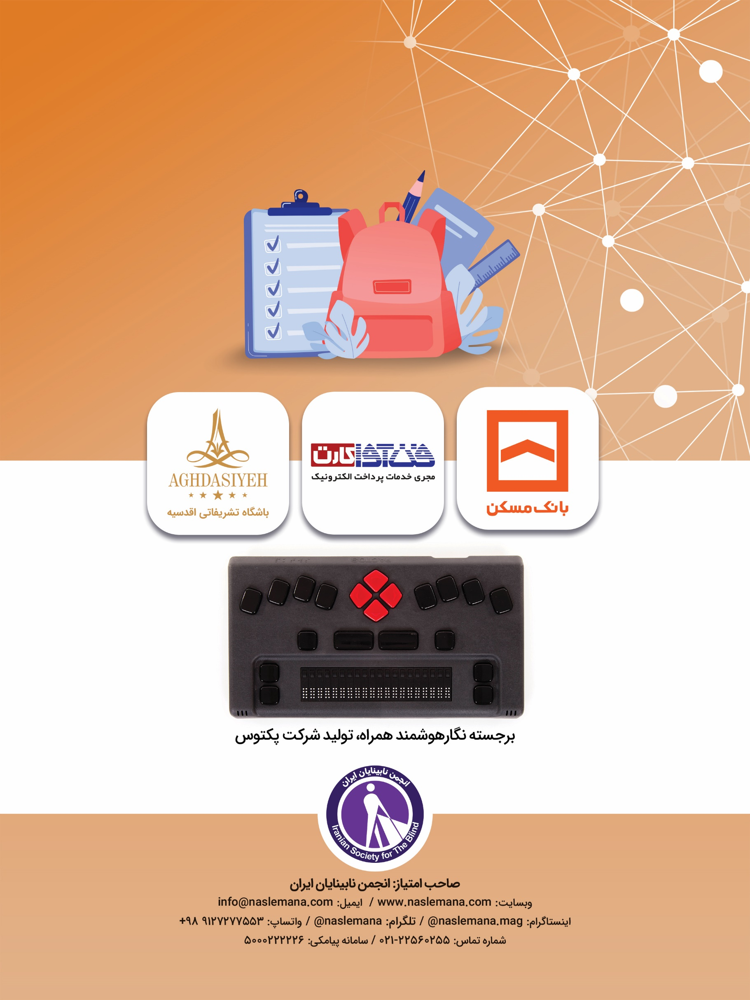 بانک مسکن
فن آوا کارت
مجری خدمات پرداخت الکترونیک
AGHDASIYEH
باشگاه تشریفاتی اقدسیه
PACTOS
برجسته نگارهوشمند همراه، تولید شرکت پکتوس
انجمن نابینایان ایران
Iranian Society for The Blind
صاحب امتیاز: انجمن نابینایان ایران
وبسایت: www.naslemana.com / ایمیل: info@naslemana.com
اینستاگرام: @naslemana.mag / تلگرام: @naslemana / واتساپ: ۹۱۲۷۲۷۷۵۵۳ ۹۸+
شماره تماس: ۲۲۵۶۰۲۵۵-۰۲۱ / سامانه پیامکی: ۵۰۰۰۲۲۲۲۲۶